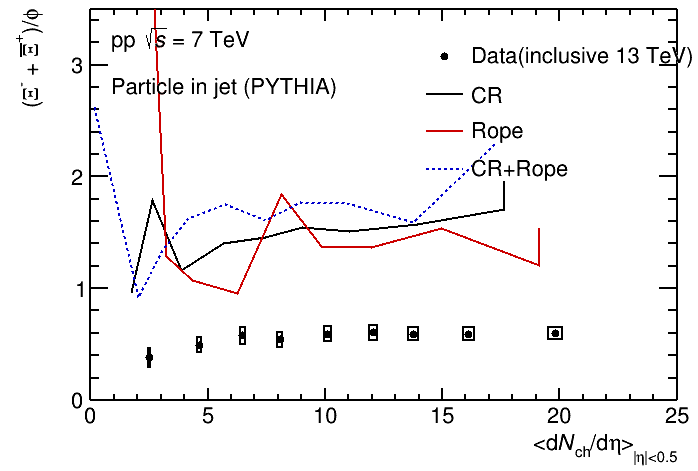 (Ξ⁻ + Ξ̅⁺)/ϕ
pp √s = 7 TeV
Particle in jet (PYTHIA)
Data(inclusive 13 TeV)
CR
Rope
CR+Rope
3
2
1
0
0 5 10 15 20 25
<dN_ch/dη>_|η|<0.5